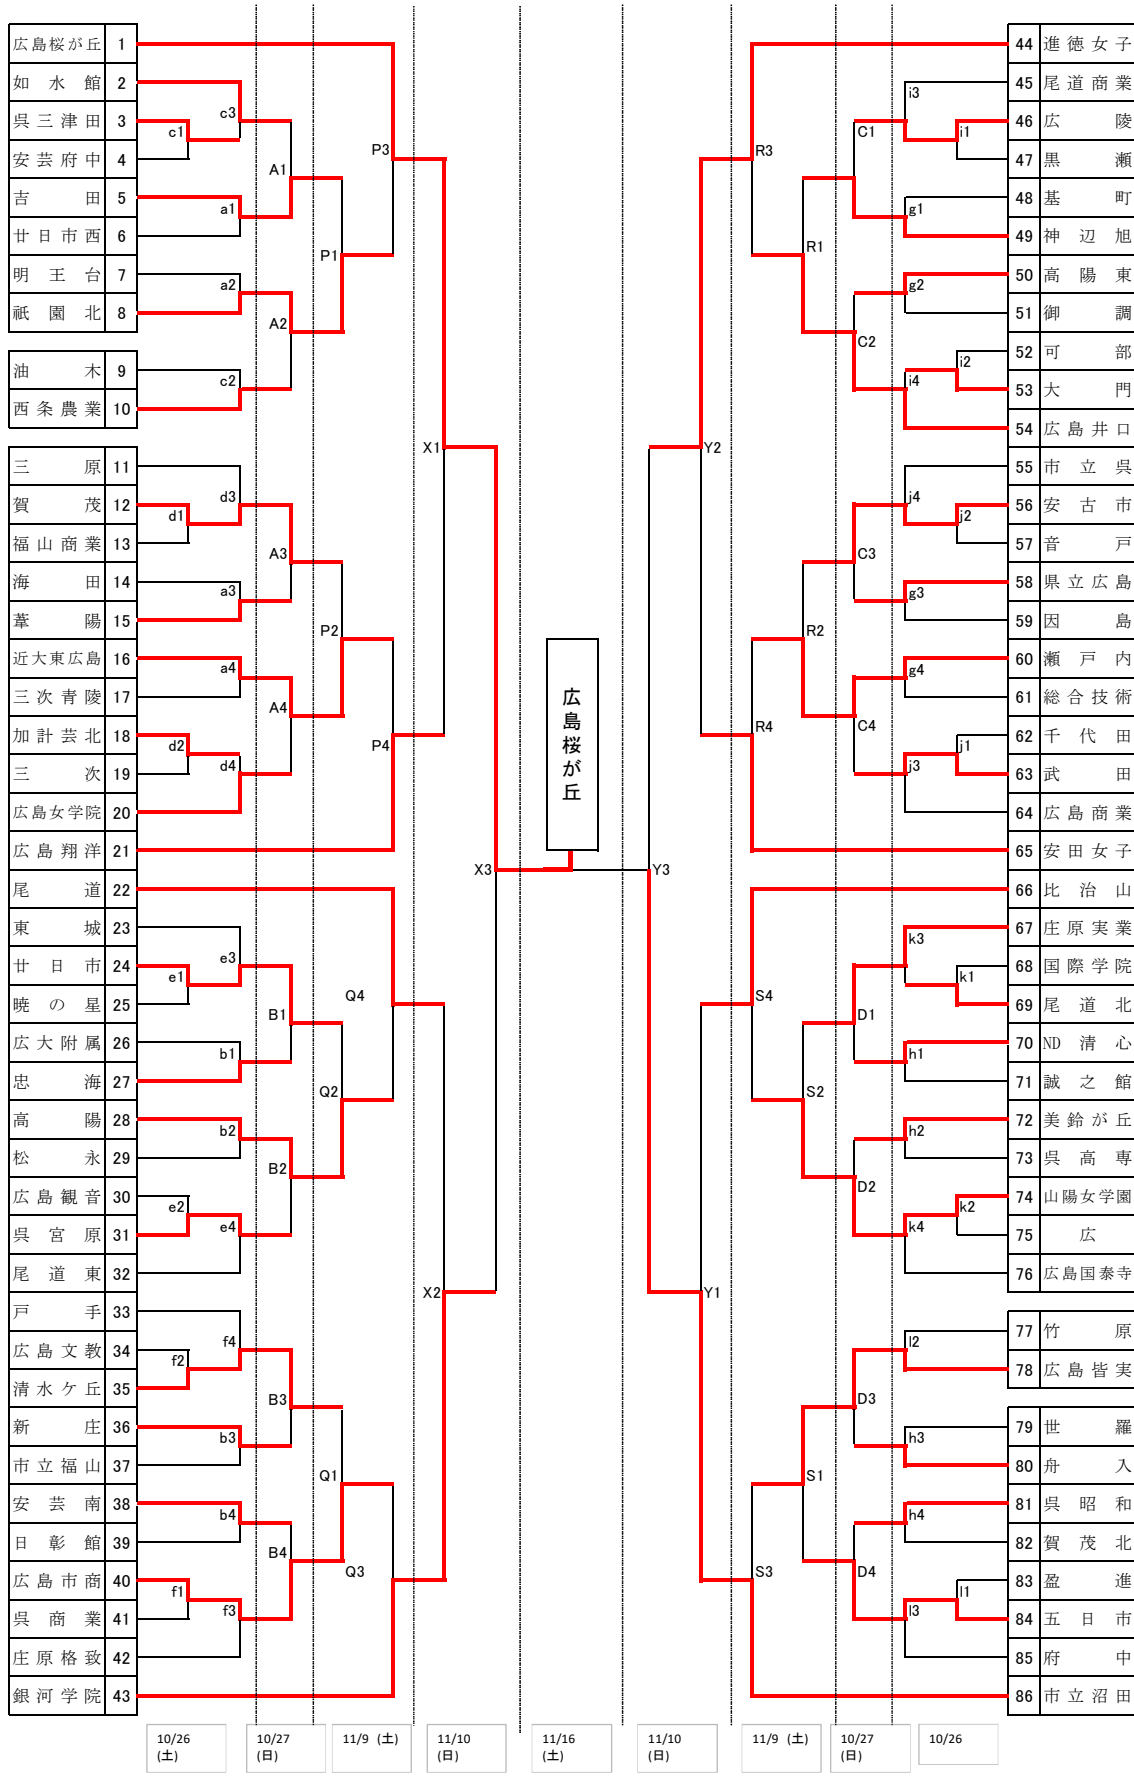 広島桜が丘 1
如水館 2
呉三津田 3
安芸府中 4
吉田 5
廿日市西 6
明王台 7
祇園北 8
油木 9
西条農業 10
三原 11
賀茂 12
福山商業 13
海田 14
葦陽 15
近大東広島 16
三次青陵 17
加計芸北 18
三次 19
広島女学院 20
広島翔洋 21
尾道 22
東城 23
廿日市 24
暁の星 25
広大附属 26
忠海 27
高陽 28
松永 29
広島観音 30
呉宮原 31
尾道東 32
戸手 33
広島文教 34
清水ケ丘 35
新庄 36
市立福山 37
安芸南 38
日彰館 39
広島市商 40
呉商業 41
庄原格致 42
銀河学院 43
c1
d1
d2
e1
e2
f2
f1
c3
a1
a2
c2
d3
a3
a4
d4
e3
b1
b2
e4
f4
b3
b4
f3
A1
A2
A3
A4
B1
B2
B3
B4
P1
P2
Q2
Q1
P3
P4
Q4
Q3
X1
X2
X3
広島桜が丘
Y3
Y2
Y1
R3
R4
S4
S3
R1
R2
S2
S1
C1
C2
C3
C4
D1
D2
D3
D4
i3
g1
g2
i4
j4
g3
g4
j3
k3
h1
h2
k4
l2
h3
h4
l3
i1
i2
j2
j1
k1
k2
l1
44 進徳女子
45 尾道商業
46 広陵
47 黒瀬
48 基町
49 神辺旭
50 高陽東
51 御調
52 可部
53 大門
54 広島井口
55 市立呉
56 安古市
57 音戸
58 県立広島
59 因島
60 瀬戸内
61 総合技術
62 千代田
63 武田
64 広島商業
65 安田女子
66 比治山
67 庄原実業
68 国際学院
69 尾道北
70 ND清心
71 誠之館
72 美鈴が丘
73 呉高専
74 山陽女学園
75 広
76 広島国泰寺
77 竹原
78 広島皆実
79 世羅
80 舟入
81 呉昭和
82 賀茂北
83 盈進
84 五日市
85 府中
86 市立沼田
10/26
(土)
10/27
(日)
11/9 (土)
11/10
(日)
11/16
(土)
11/10
(日)
11/9 (土)
10/27
(日)
10/26